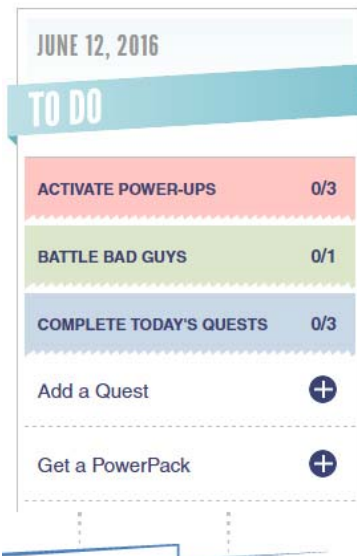 JUNE 12, 2016
TO DO
ACTIVATE POWER-UPS 0/3
BATTLE BAD GUYS 0/1
COMPLETE TODAY'S QUESTS 0/3
Add a Quest
Get a PowerPack